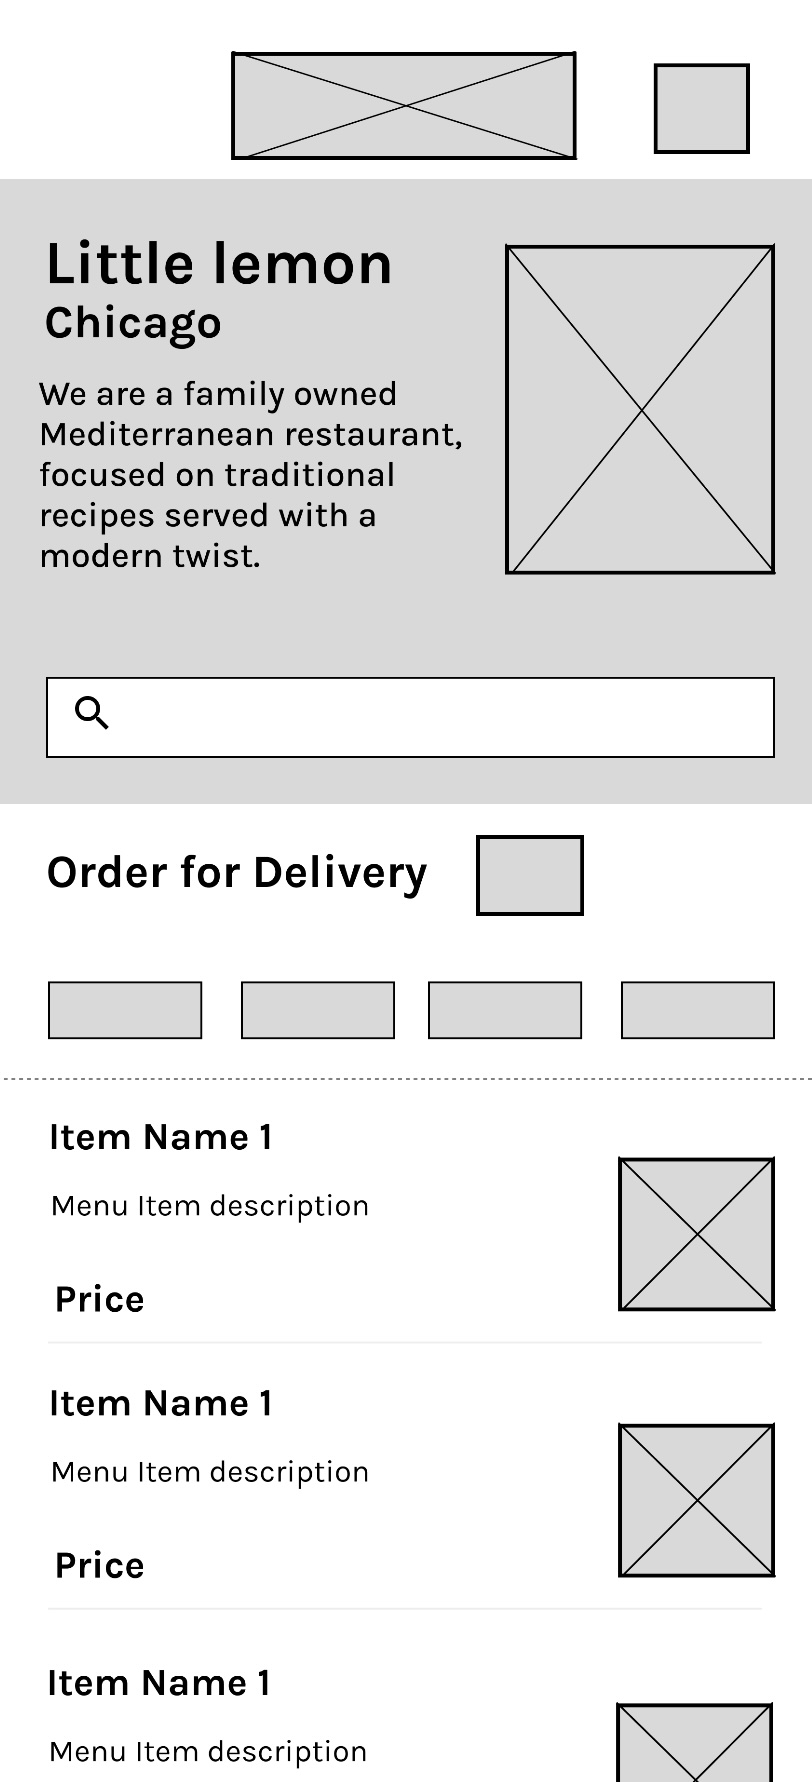 Little lemon
Chicago
We are a family owned
Mediterranean restaurant,
focused on traditional
recipes served with a
modern twist.
Order for Delivery
Item Name 1
Menu Item description
Price
Item Name 1
Menu Item description
Price
Item Name 1
Menu Item description